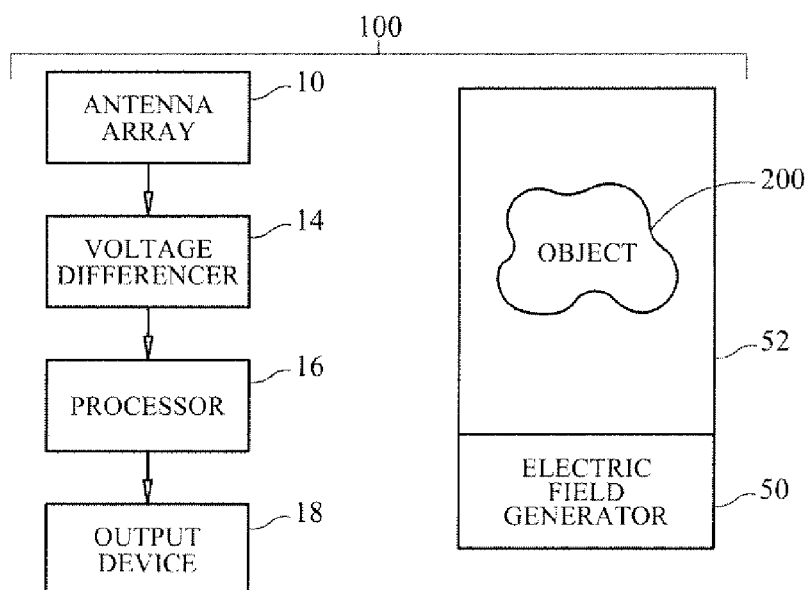 100
ANTENNA
ARRAY
10
VOLTAGE
DIFFERENCER
14
PROCESSOR
16
OUTPUT
DEVICE
18
OBJECT
200
52
ELECTRIC
FIELD
GENERATOR
50